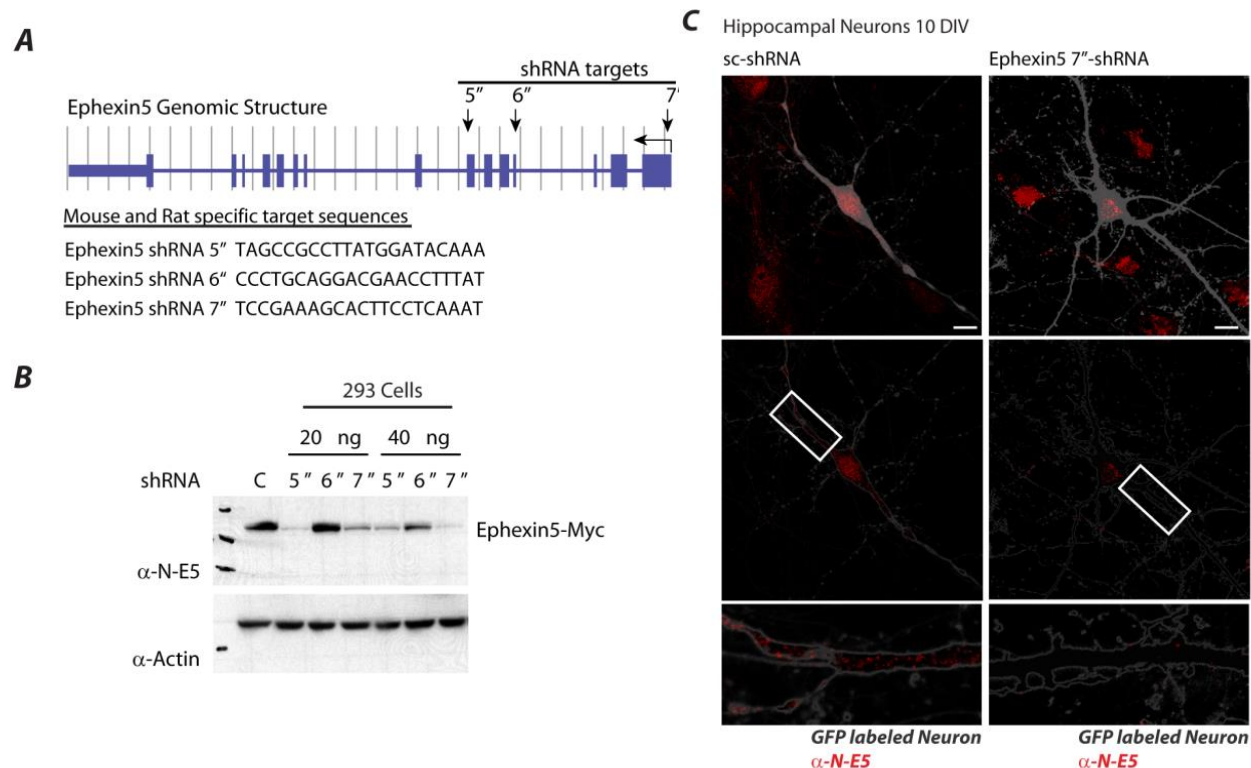 A
shRNA targets
5″ 6″ 7″
Ephexin5 Genomic Structure
Mouse and Rat specific target sequences
Ephexin5 shRNA 5″ TAGCCGCCTTATGGATACAAA
Ephexin5 shRNA 6″ CCCTGCAGGACGAACCTTTAT
Ephexin5 shRNA 7″ TCCGAAAGCACTTCCTCAAAT
B
293 Cells
20 ng 40 ng
shRNA C 5″ 6″ 7″ 5″ 6″ 7″
Ephexin5-Myc
α-N-E5
α-Actin
C Hippocampal Neurons 10 DIV
sc-shRNA Ephexin5 7″-shRNA
GFP labeled Neuron GFP labeled Neuron
α-N-E5 α-N-E5